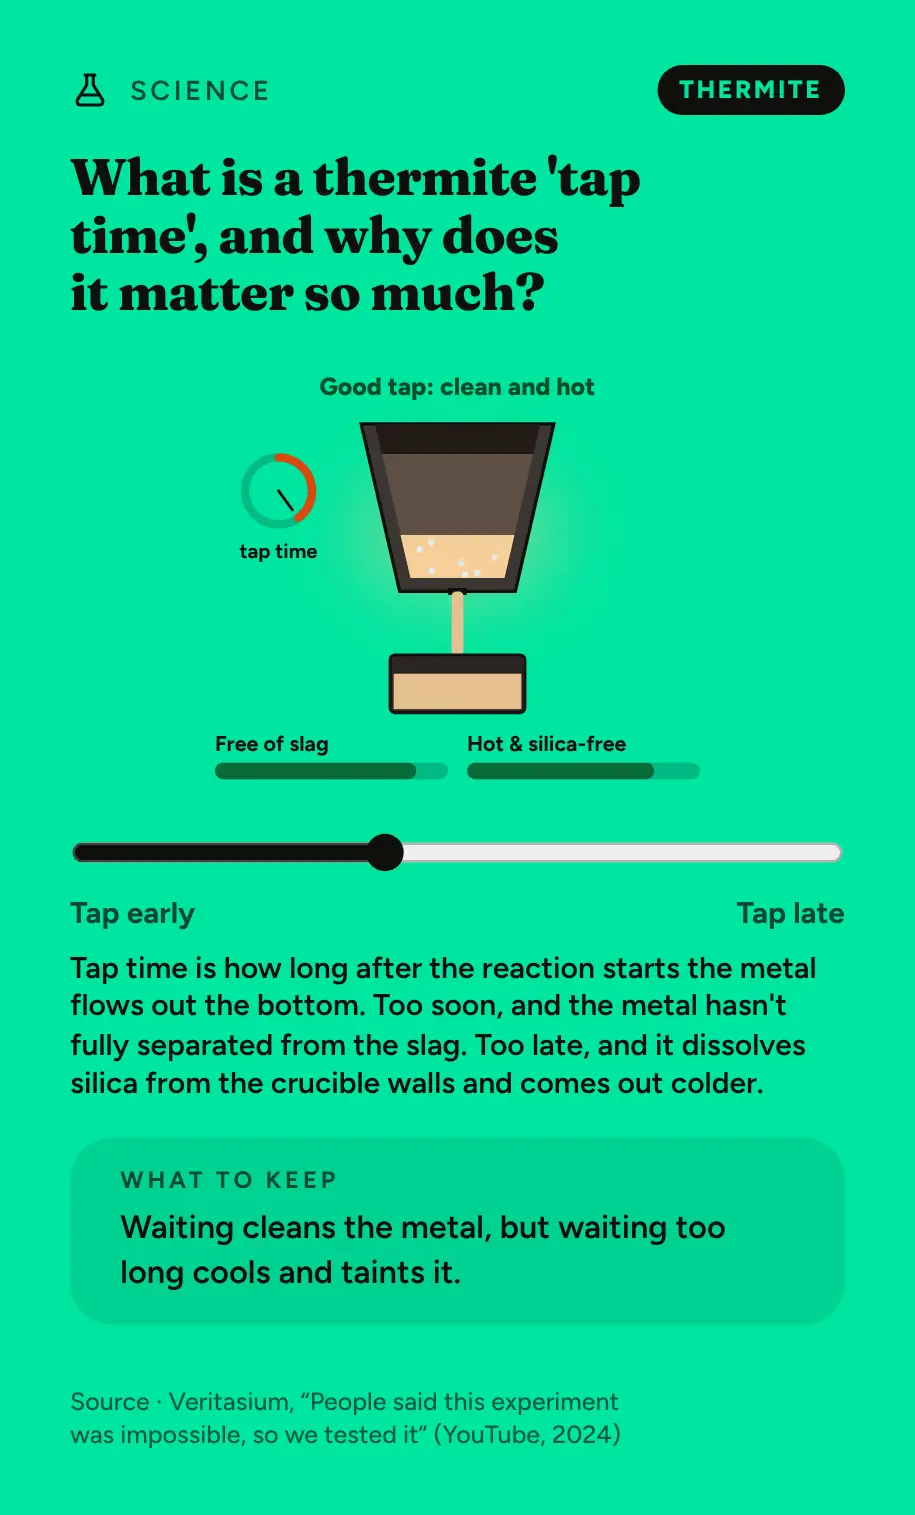 SCIENCE
THERMITE
What is a thermite 'tap
time', and why does
it matter so much?
Good tap: clean and hot
tap time
Free of slag
Hot & silica-free
Tap early
Tap late
Tap time is how long after the reaction starts the metal
flows out the bottom. Too soon, and the metal hasn't
fully separated from the slag. Too late, and it dissolves
silica from the crucible walls and comes out colder.
WHAT TO KEEP
Waiting cleans the metal, but waiting too
long cools and taints it.
Source · Veritasium, “People said this experiment
was impossible, so we tested it” (YouTube, 2024)